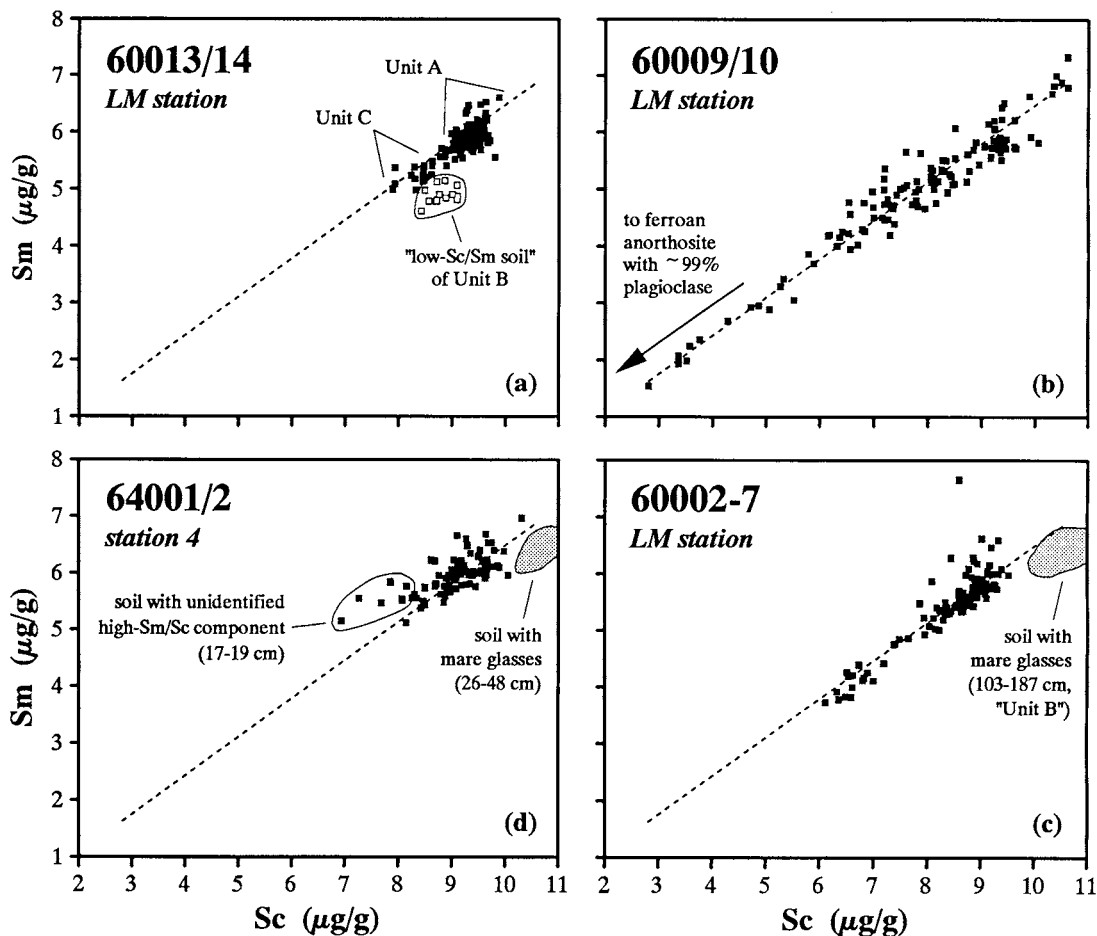 60013/14
LM station
Unit A
Unit C
"low-Sc/Sm soil"
of Unit B
(a)
8
7
6
5
4
3
2
1
Sm (μg/g)
60009/10
LM station
to ferroan
anorthosite
with ~99%
plagioclase
(b)
64001/2
station 4
soil with unidentified
high-Sm/Sc component
(17-19 cm)
soil with
mare glasses
(26-48 cm)
(d)
8
7
6
5
4
3
2
1
Sm (μg/g)
2 3 4 5 6 7 8 9 10 11
Sc (μg/g)
60002-7
LM station
soil with
mare glasses
(103-187 cm,
"Unit B")
(c)
2 3 4 5 6 7 8 9 10 11
Sc (μg/g)